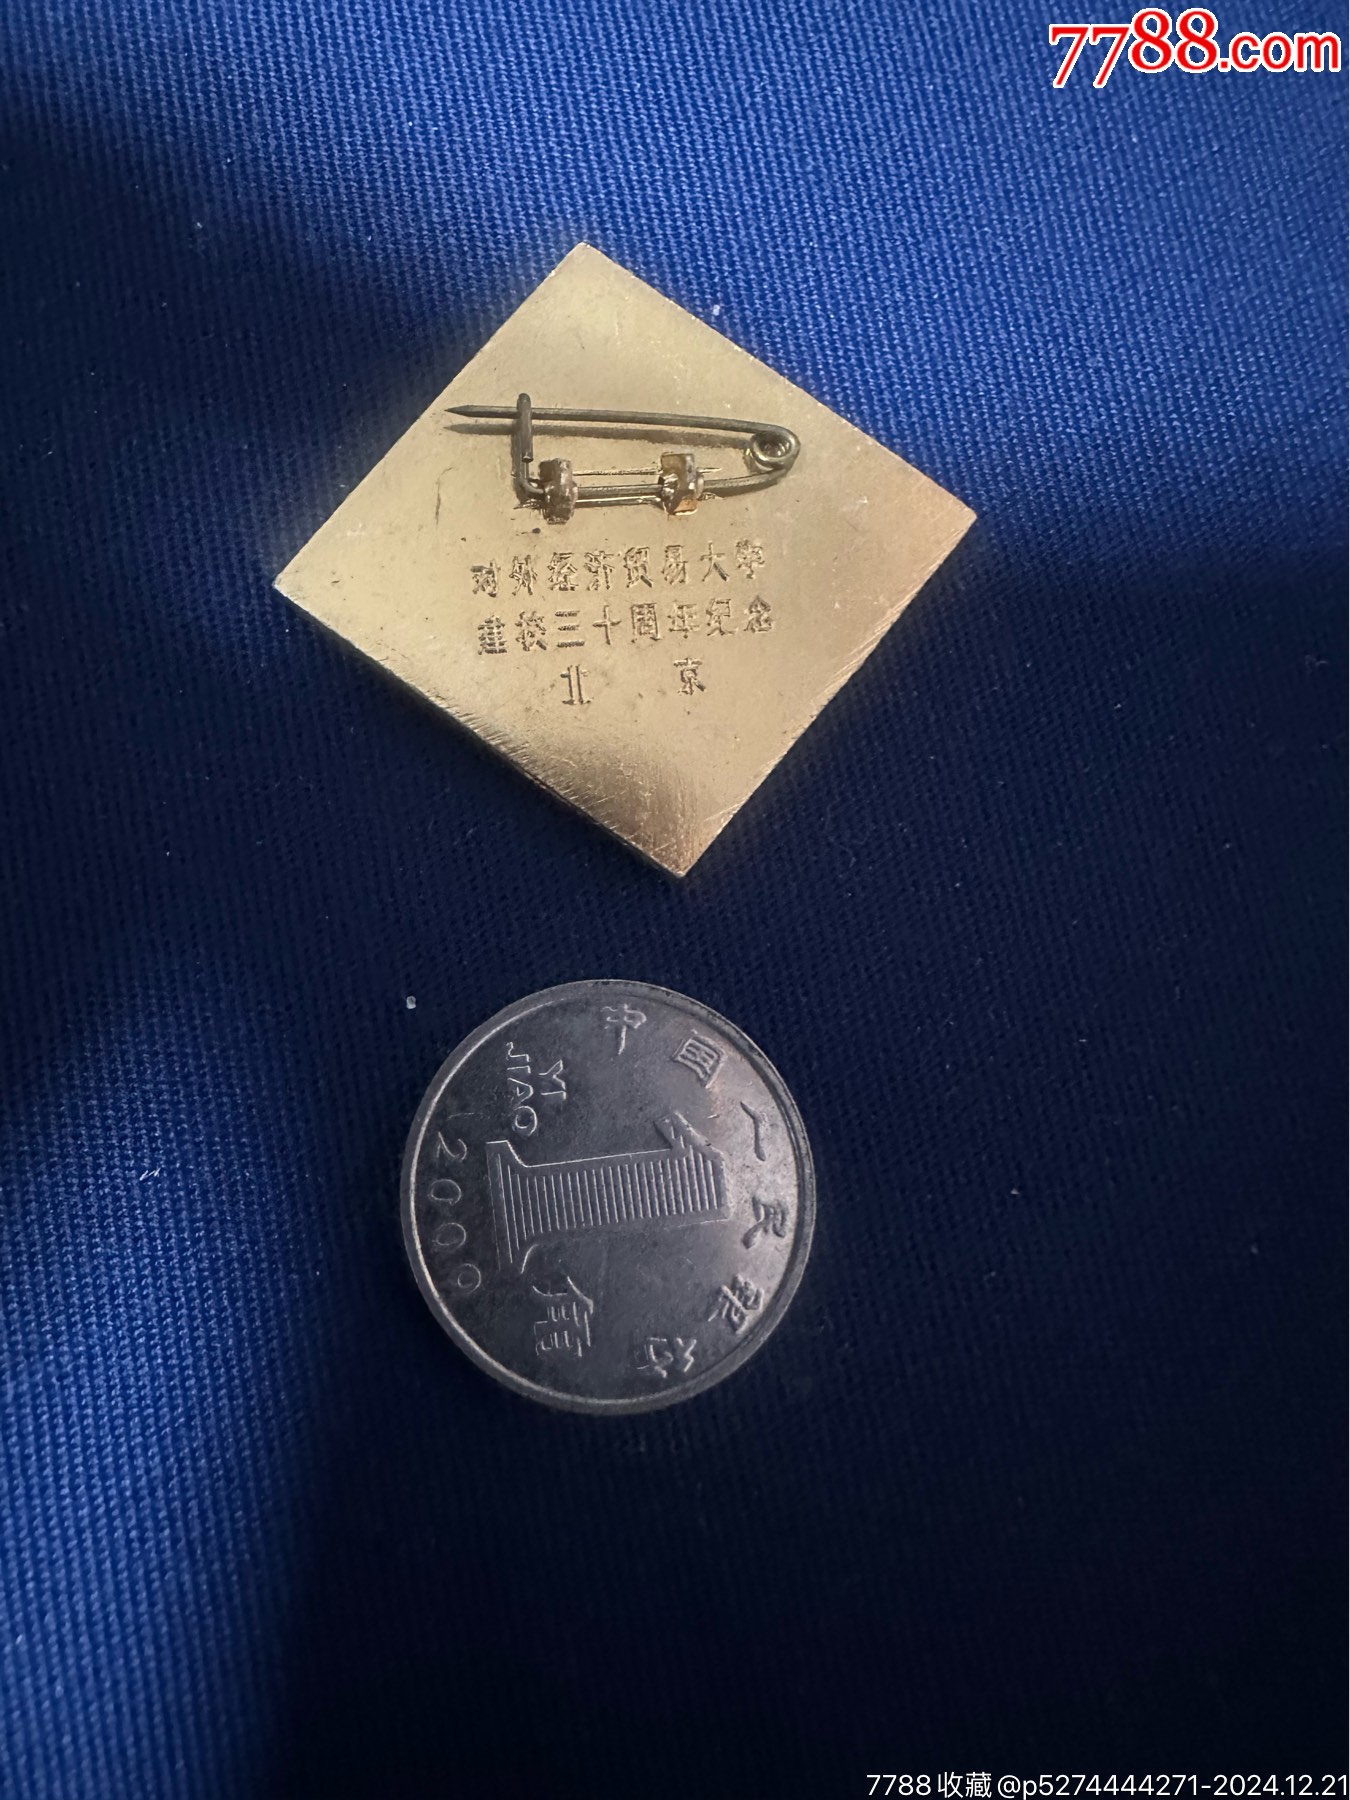 7788.com
对外经济贸易大学
建校三十周年纪念
北京
中国人民银行
YI
JIAO
1角
2000
7788收藏@p5274444271-2024.12.21